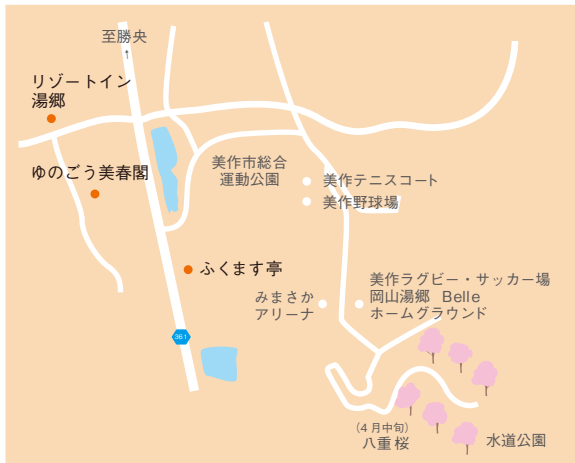 至勝央
↑
リゾートイン
湯郷
ゆのごう美春閣
美作市総合
運動公園
美作テニスコート
美作野球場
ふくます亭
みまさか
アリーナ
美作ラグビー・サッカー場
岡山湯郷 Belle
ホームグラウンド
361
(4月中旬)
八重桜
水道公園